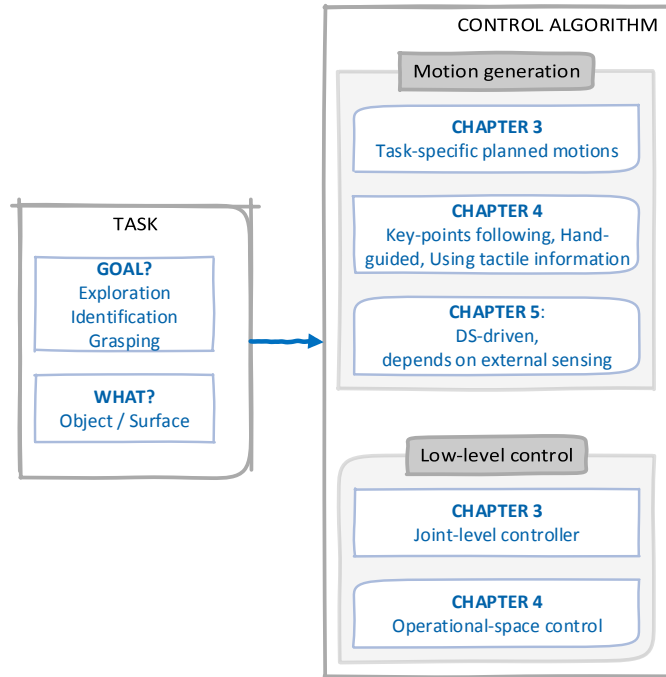 TASK
GOAL?
Exploration
Identification
Grasping
WHAT?
Object / Surface
CONTROL ALGORITHM
Motion generation
CHAPTER 3
Task-specific planned motions
CHAPTER 4
Key-points following, Hand-
guided, Using tactile information
CHAPTER 5:
DS-driven,
depends on external sensing
Low-level control
CHAPTER 3
Joint-level controller
CHAPTER 4
Operational-space control